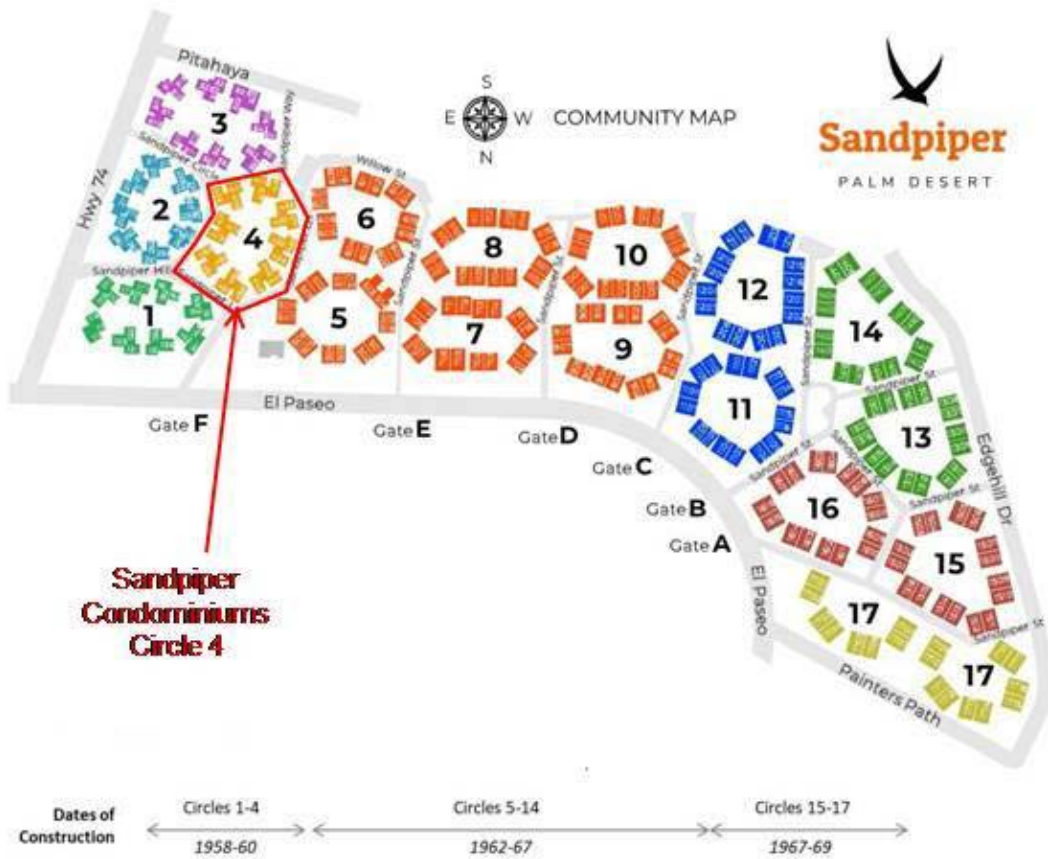 Pitahaya
Sandpiper Way
3
Sandpiper Circle
Hwy 74
2
4
1
S
E W
N
COMMUNITY MAP
Sandpiper
PALM DESERT
Willow St
6
8
10
12
14
5
7
9
11
13
16
15
17
17
Sandpiper St
Sandpiper St
Sandpiper St
Sandpiper St
Sandpiper St
Sandpiper St
Sandpiper St
Sandpiper St
Sandpiper St
Edgehill Dr
El Paseo
Gate F
Gate E
Gate D
Gate C
Gate B
Gate A
El Paseo
Painters Path
Sandpiper
Condominiums
Circle 4
Dates of
Construction
Circles 1-4
Circles 5-14
Circles 15-17
1958-60
1962-67
1967-69